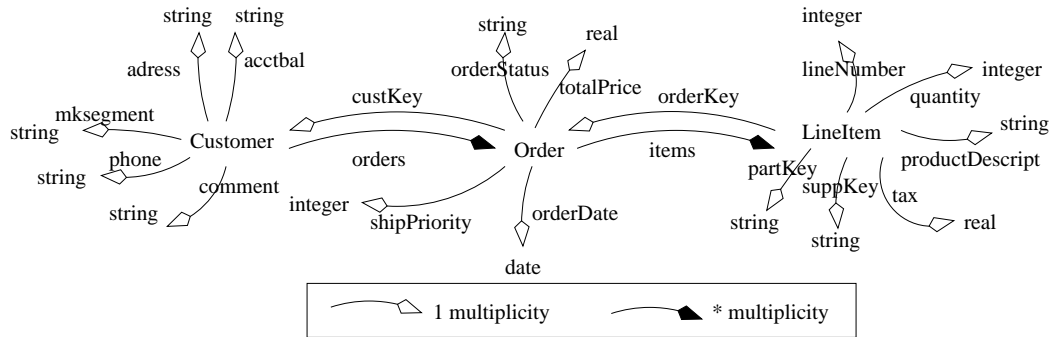 string string string real integer
adress acctbal orderStatus totalPrice lineNumber integer
mksegment custKey orderKey quantity
string Customer Order LineItem string
phone orders items productDescript
string comment partKey suppKey
string integer shipPriority orderDate string string tax real
date
1 multiplicity * multiplicity